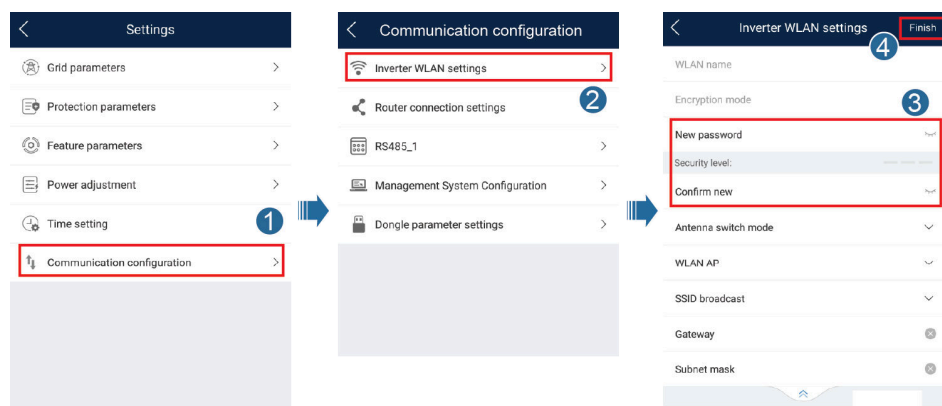 Settings
Grid parameters
Protection parameters
Feature parameters
Power adjustment
Time setting
1
Communication configuration
Communication configuration
Inverter WLAN settings
2
Router connection settings
RS485_1
Management System Configuration
Dongle parameter settings
Inverter WLAN settings
Finish
4
WLAN name
Encryption mode
3
New password
Security level:
Confirm new
Antenna switch mode
WLAN AP
SSID broadcast
Gateway
Subnet mask